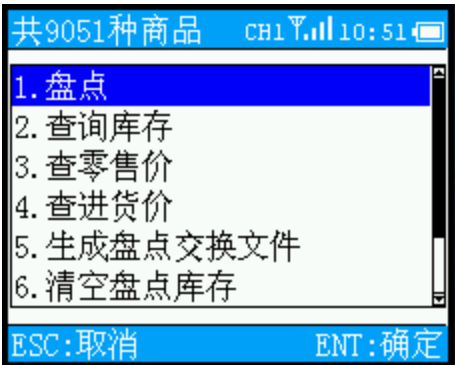 共9051种商品 CH1 10:51
1.盘点
2.查询库存
3.查零售价
4.查进货价
5.生成盘点交换文件
6.清空盘点库存
ESC:取消 ENT:确定